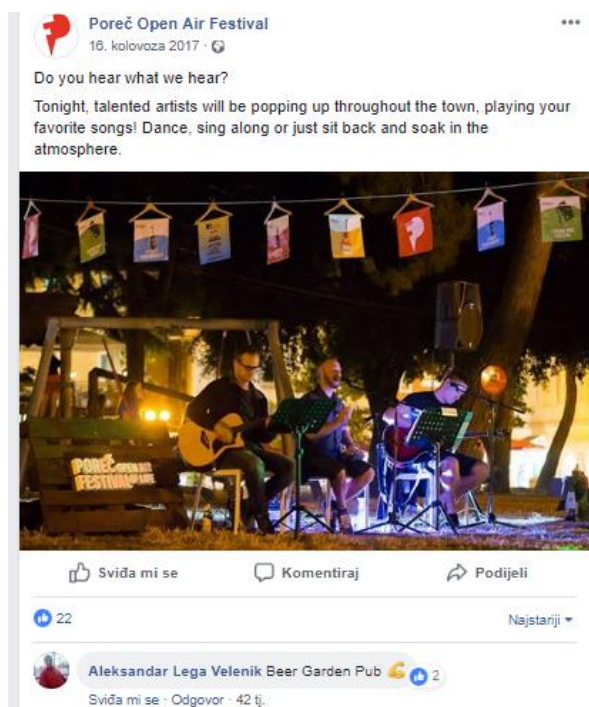 Poreč Open Air Festival
16. kolovoza 2017 ·
Do you hear what we hear?
Tonight, talented artists will be popping up throughout the town, playing your
favorite songs! Dance, sing along or just sit back and soak in the
atmosphere.
POREČ OPEN AIR
FESTIVAL OF LIFE
Sviđa mi se
Komentiraj
Podijeli
22
Najstariji
Aleksandar Lega Velenik Beer Garden Pub 💪 2
Sviđa mi se · Odgovor · 42 tj.